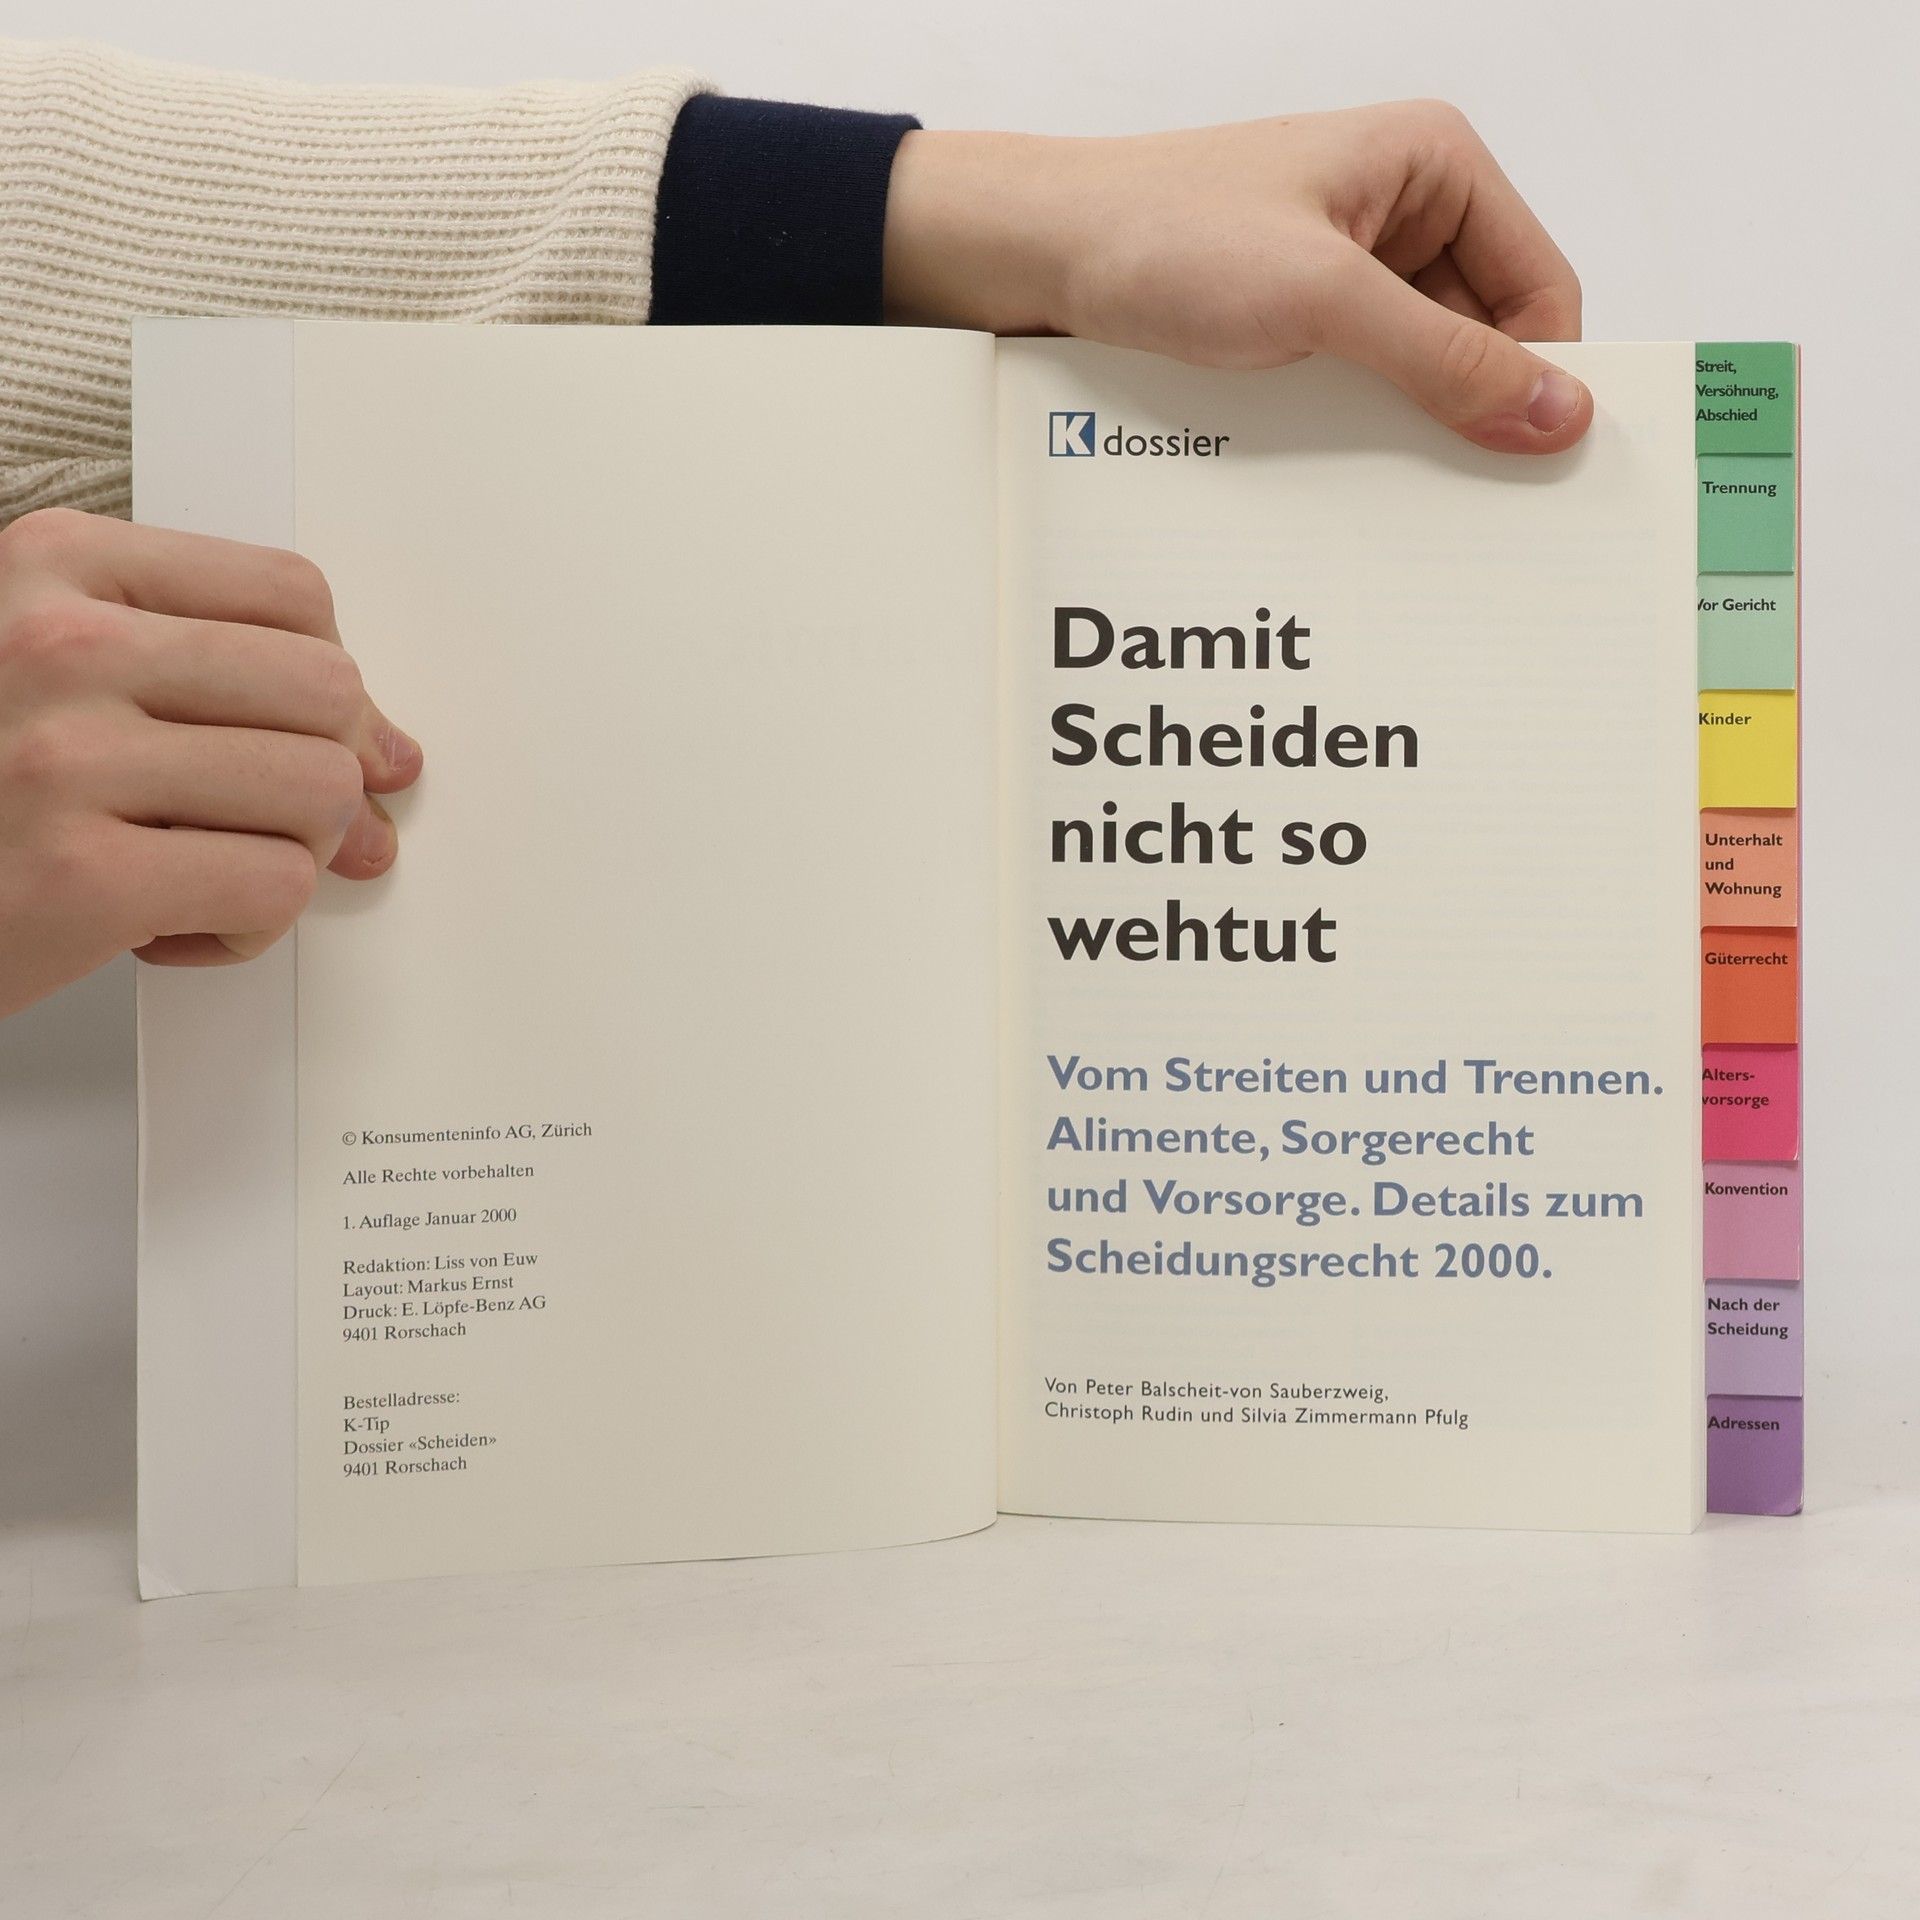 © Konsumenteninfo AG, Zürich
Alle Rechte vorbehalten
1. Auflage Januar 2000
Redaktion: Liss von Euw
Layout: Markus Ernst
Druck: E. Löpfe-Benz AG
9401 Rorschach
Bestelladresse:
K-Tip
Dossier «Scheiden»
9401 Rorschach
K dossier
Damit
Scheiden
nicht so
wehtut
Vom Streiten und Trennen.
Alimente, Sorgerecht
und Vorsorge. Details zum
Scheidungsrecht 2000.
Von Peter Balscheit-von Sauberzweig,
Christoph Rudin und Silvia Zimmermann Pfulg
Streit,
Versöhnung,
Abschied
Trennung
Vor Gericht
Kinder
Unterhalt
und
Wohnung
Güterrecht
Alters-
vorsorge
Konvention
Nach der
Scheidung
Adressen